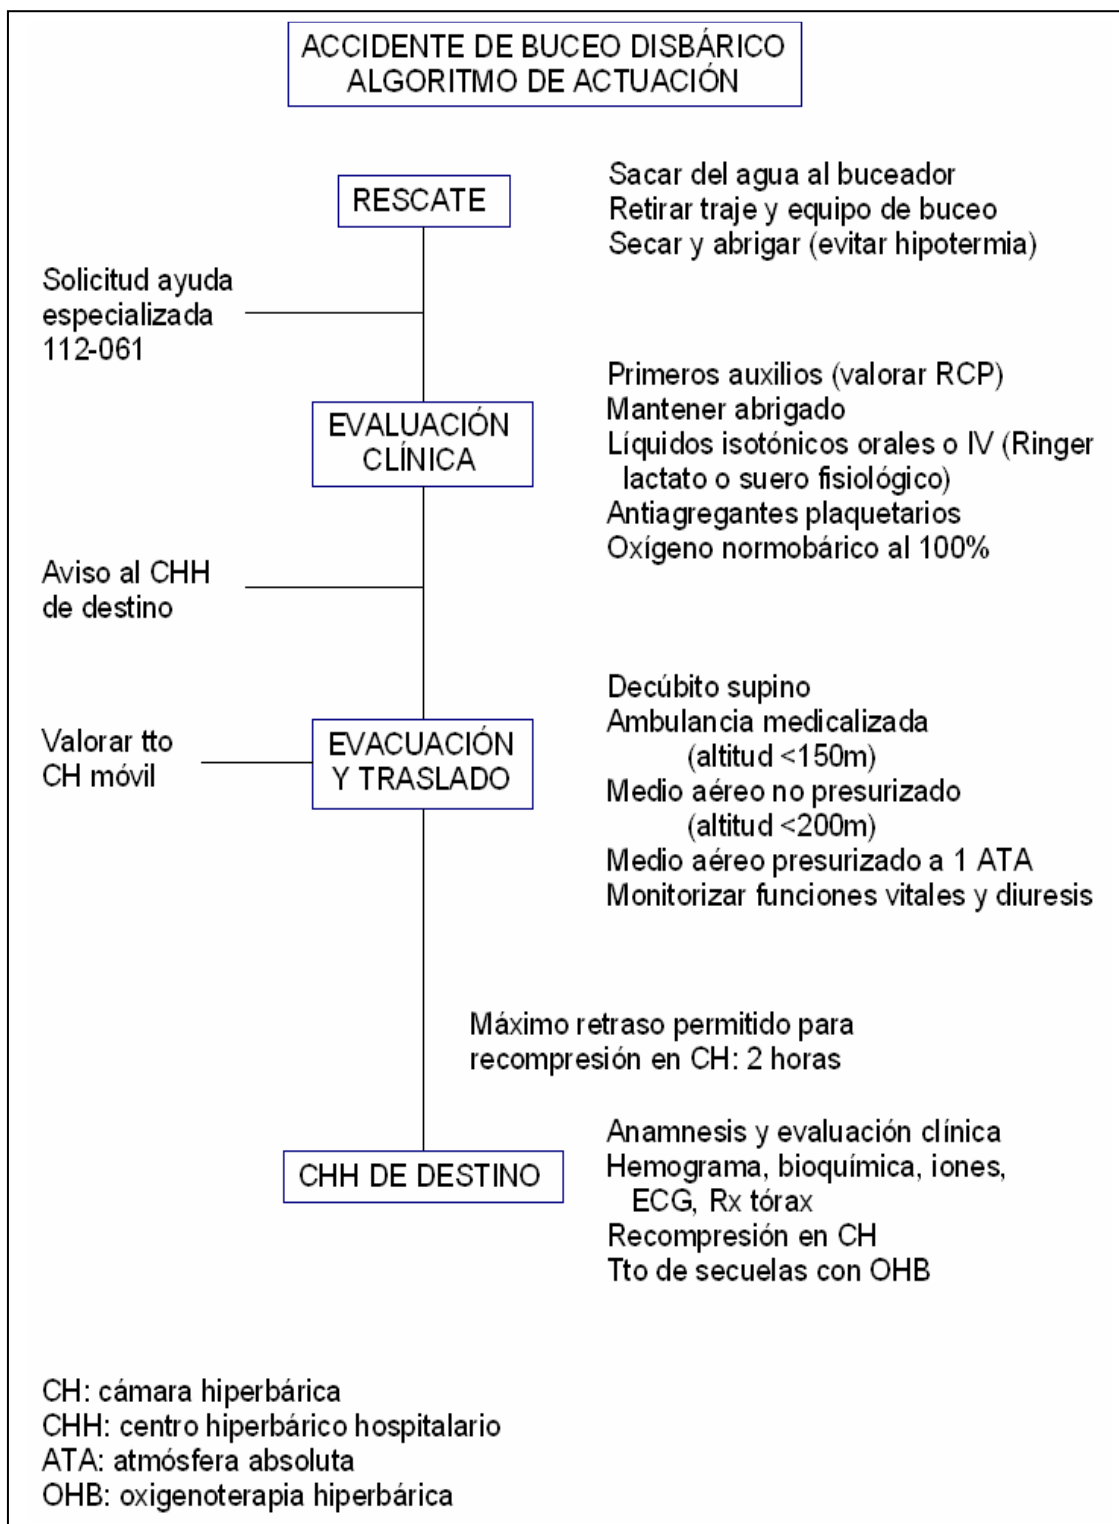 ACCIDENTE DE BUCEO DISBÁRICO
ALGORITMO DE ACTUACIÓN
RESCATE
Sacar del agua al buceador
Retirar traje y equipo de buceo
Secar y abrigar (evitar hipotermia)
Solicitud ayuda
especializada
112-061
EVALUACIÓN
CLÍNICA
Primeros auxilios (valorar RCP)
Mantener abrigado
Líquidos isotónicos orales o IV (Ringer
lactato o suero fisiológico)
Antiagregantes plaquetarios
Oxígeno normobárico al 100%
Aviso al CHH
de destino
Valorar tto
CH móvil
EVACUACIÓN
Y TRASLADO
Decúbito supino
Ambulancia medicalizada
(altitud <150m)
Medio aéreo no presurizado
(altitud <200m)
Medio aéreo presurizado a 1 ATA
Monitorizar funciones vitales y diuresis
Máximo retraso permitido para
recompresión en CH: 2 horas
CHH DE DESTINO
Anamnesis y evaluación clínica
Hemograma, bioquímica, iones,
ECG, Rx tórax
Recompresión en CH
Tto de secuelas con OHB
CH: cámara hiperbárica
CHH: centro hiperbárico hospitalario
ATA: atmósfera absoluta
OHB: oxigenoterapia hiperbárica